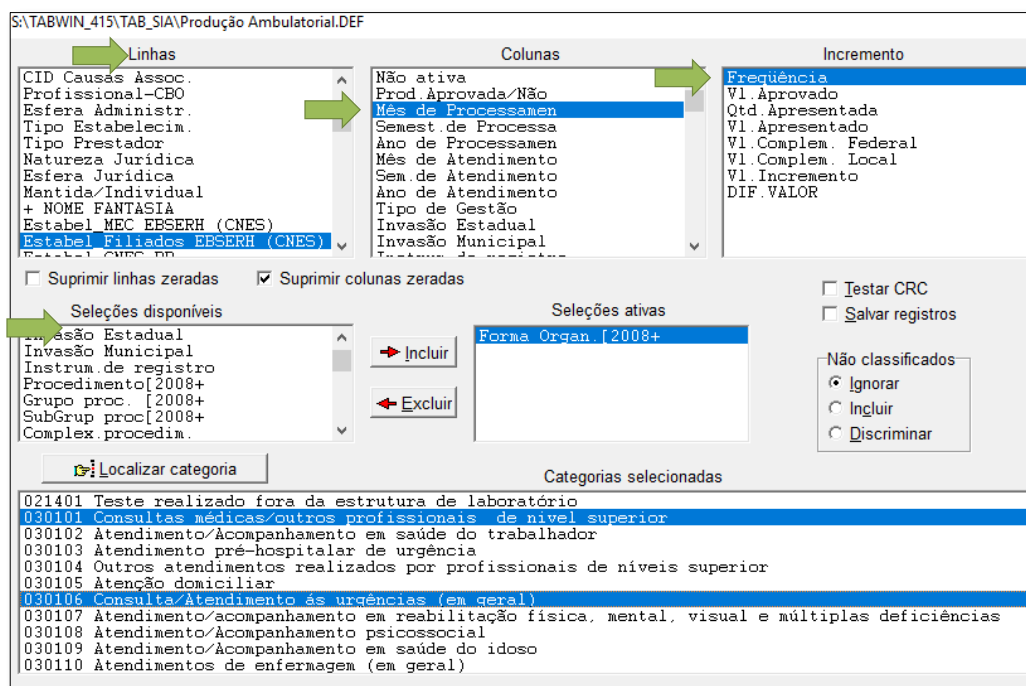 S:\TABWIN_415\TAB_SIA\Produção Ambulatorial.DEF
Linhas
CID Causas Assoc.
Profissional-CBO
Esfera Administr.
Tipo Estabelecim.
Tipo Prestador
Natureza Jurídica
Esfera Jurídica
Mantida/Individual
+ NOME FANTASIA
Estabel_MEC EBSERH (CNES)
Estabel_Filiados EBSERH (CNES)
Colunas
Não ativa
Prod.Aprovada/Não
Mês de Processamen
Semest.de Processa
Ano de Processamen
Mês de Atendimento
Sem.de Atendimento
Ano de Atendimento
Tipo de Gestão
Invasão Estadual
Invasão Municipal
Incremento
Freqüência
Vl.Aprovado
Qtd.Apresentada
Vl.Apresentado
Vl.Complem. Federal
Vl.Complem. Local
Vl.Incremento
DIF.VALOR
Suprimir linhas zeradas
Suprimir colunas zeradas
Testar CRC
Salvar registros
Seleções disponíveis
Invasão Estadual
Invasão Municipal
Instrum.de registro
Procedimento[2008+
Grupo proc. [2008+
SubGrup proc[2008+
Complex.procedim.
Incluir
Excluir
Seleções ativas
Forma Organ.[2008+
Não classificados
Ignorar
Incluir
Discriminar
Localizar categoria
Categorias selecionadas
021401 Teste realizado fora da estrutura de laboratório
030101 Consultas médicas/outros profissionais  de nivel superior
030102 Atendimento/Acompanhamento em saúde do trabalhador
030103 Atendimento pré-hospitalar de urgência
030104 Outros atendimentos realizados por profissionais de níveis superior
030105 Atenção domiciliar
030106 Consulta/Atendimento ás urgências (em geral)
030107 Atendimento/acompanhamento em reabilitação física, mental, visual e múltiplas deficiências
030108 Atendimento/Acompanhamento psicossocial
030109 Atendimento/Acompanhamento em saúde do idoso
030110 Atendimentos de enfermagem (em geral)